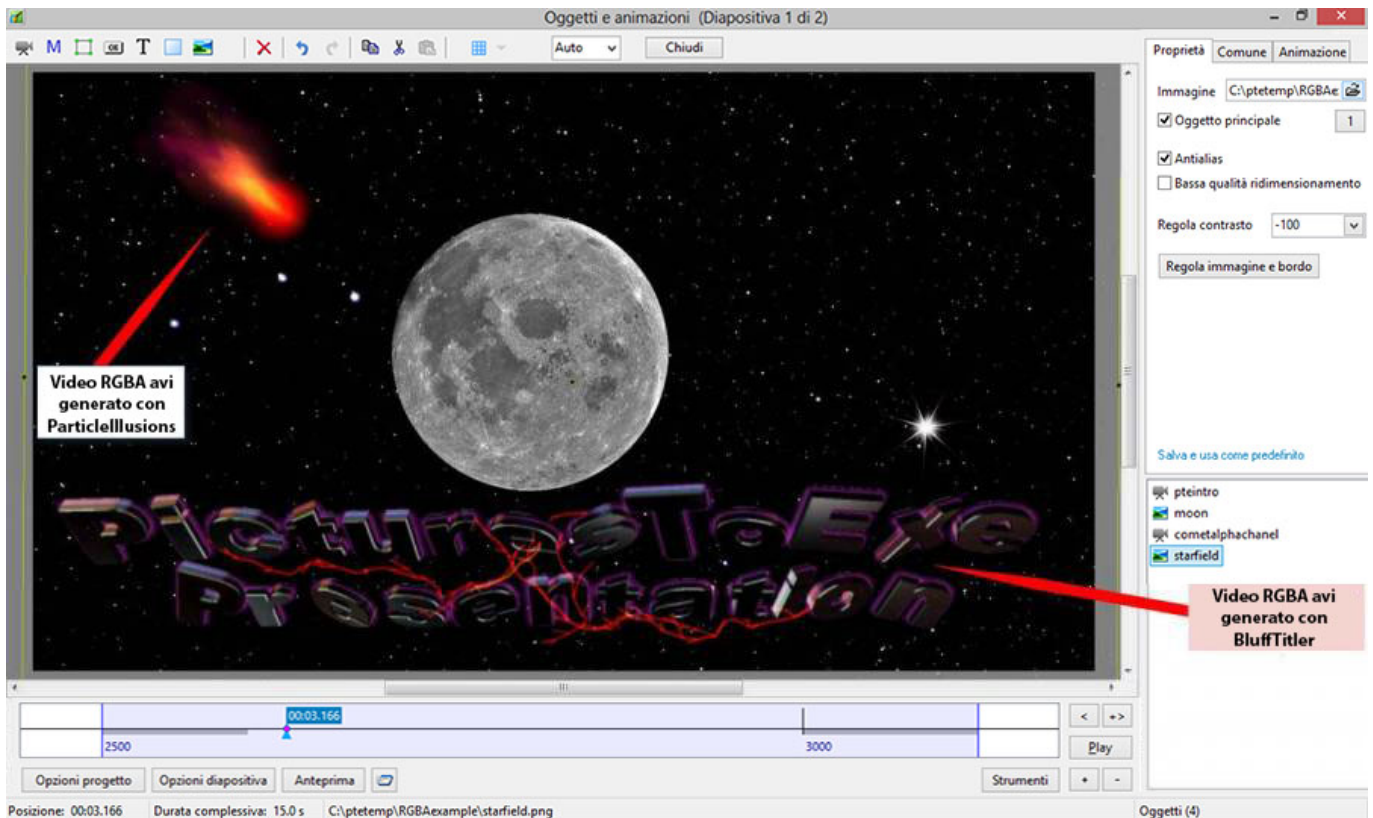 Oggetti e animazioni (Diapositiva 1 di 2)
M OK T Auto Chiudi
Proprietà Comune Animazione
Immagine C:\ptetemp\RGBAe
Oggetto principale 1
Antialias
Bassa qualità ridimensionamento
Regola contrasto -100
Regola immagine e bordo
Salva e usa come predefinito
Video RGBA avi
generato con
ParticleIllusions
PicturesToExe
Presentation
pteintro
moon
cometalphachanel
starfield
Video RGBA avi
generato con
BluffTitler
00:03.166
2500 3000
< +>
Play
Opzioni progetto Opzioni diapositiva Anteprima Strumenti + -
Posizione: 00:03.166 Durata complessiva: 15.0 s C:\ptetemp\RGBAexample\starfield.png Oggetti (4)